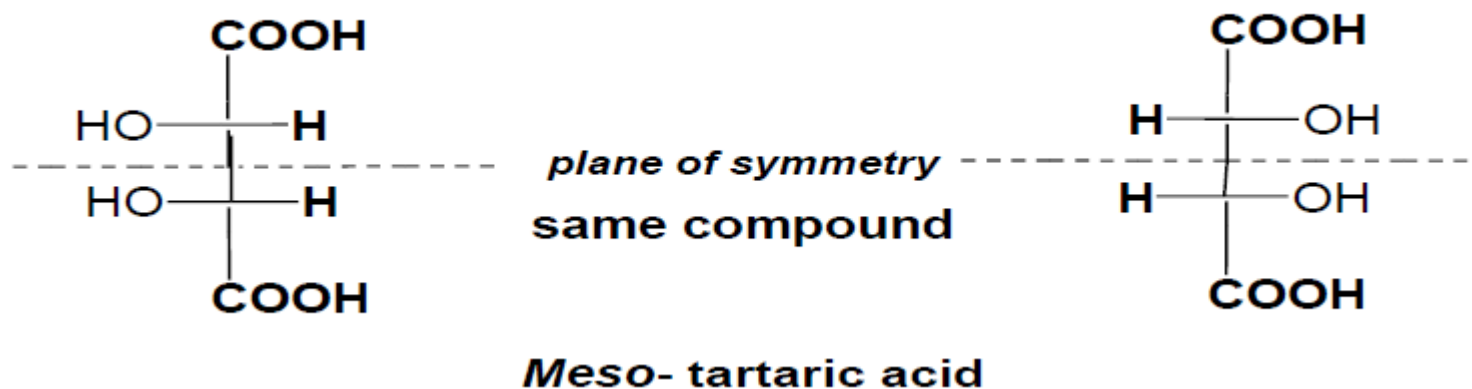 COOH
HO H
HO H
COOH
plane of symmetry
same compound
COOH
H OH
H OH
COOH
Meso- tartaric acid